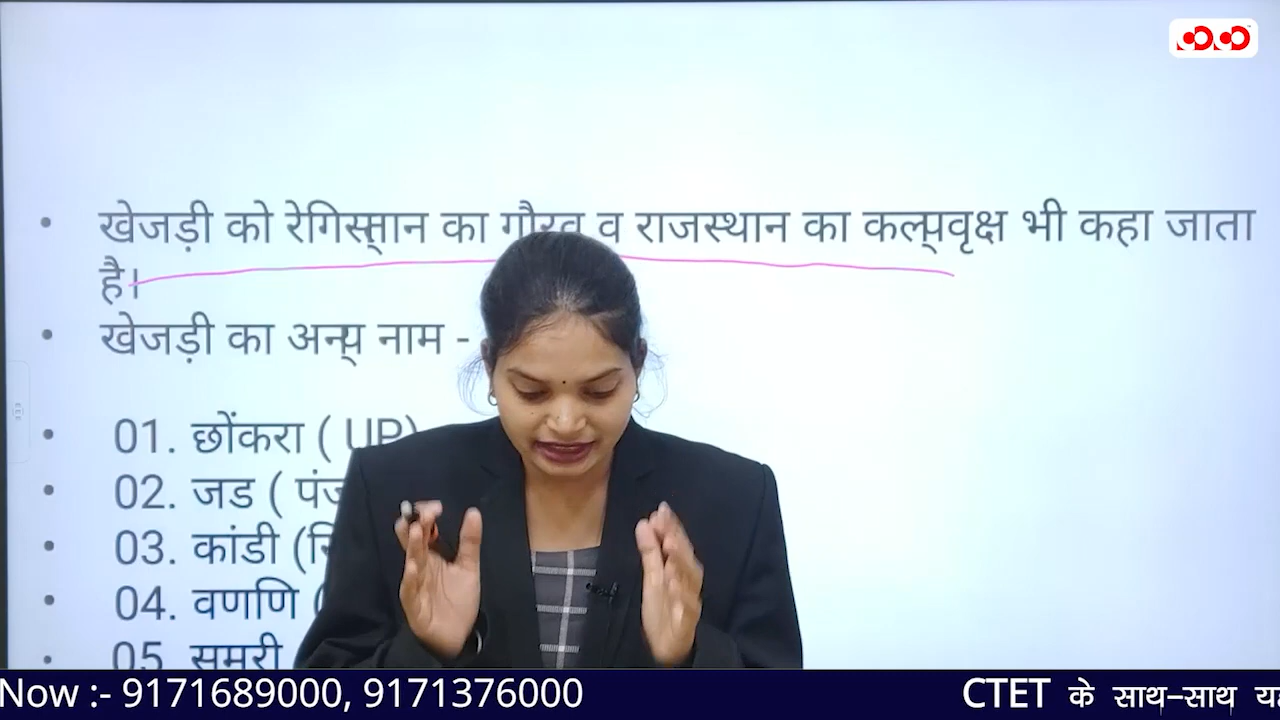 • खेजड़ी को रेगिस्तान का गौरव व राजस्थान का कल्पवृक्ष भी कहा जाता
है।
• खेजड़ी का अन्य नाम -
• 01. छोंकरा ( UP)
• 02. जड ( 
• 03. कांडी (
• 04. वणणि (
• 05. सुमरी
Now :- 9171689000, 9171376000
CTET के साथ-साथ